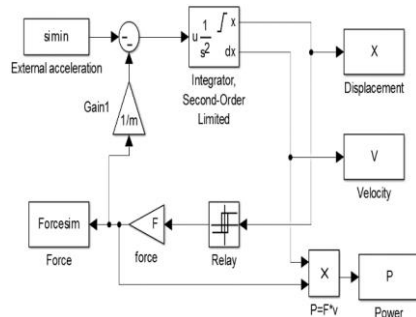 simin
External acceleration
Gain1
1/m
u 1/s² x
dx
Integrator,
Second-Order
Limited
X
Displacement
V
Velocity
Forcesim
Force
F
force
Relay
X
P=F*v
P
Power